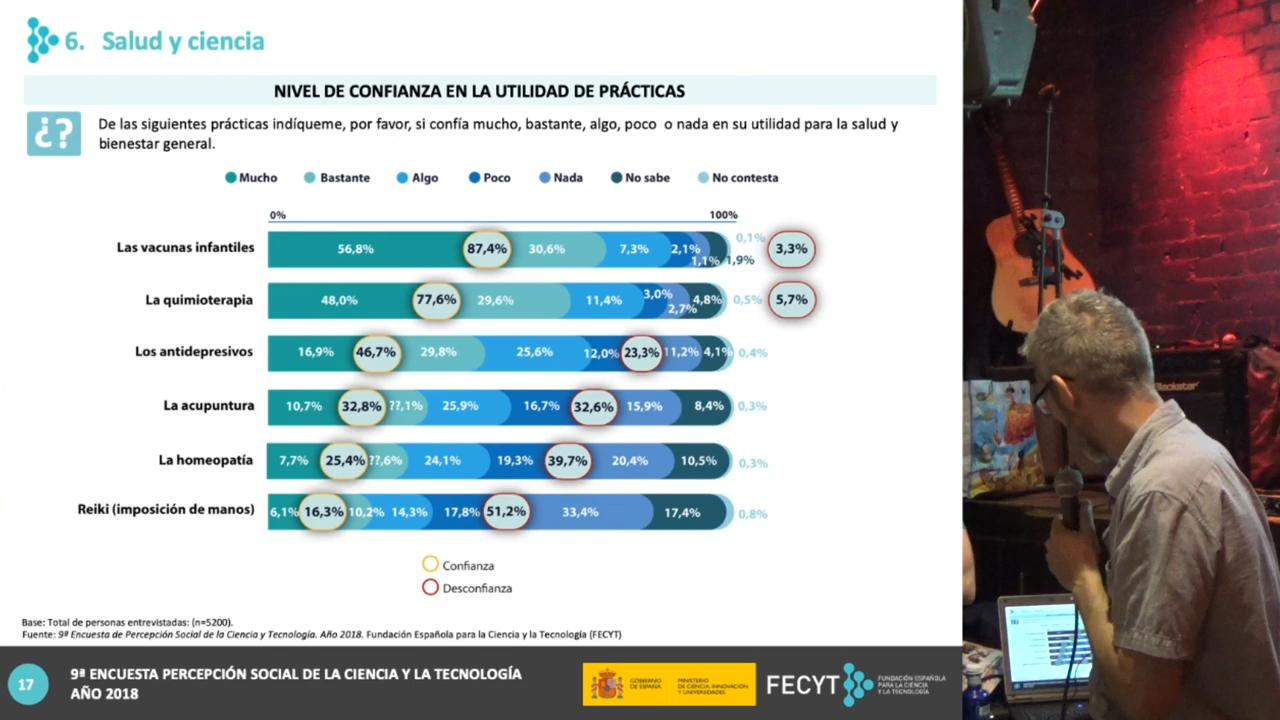 6. Salud y ciencia
NIVEL DE CONFIANZA EN LA UTILIDAD DE PRÁCTICAS
¿?
De las siguientes prácticas indíqueme, por favor, si confía mucho, bastante, algo, poco o nada en su utilidad para la salud y
bienestar general.
Mucho Bastante Algo Poco Nada No sabe No contesta
0% 100%
Las vacunas infantiles 56,8% 87,4% 30,6% 7,3% 2,1% 1,1% 1,9% 0,1% 3,3%
La quimioterapia 48,0% 77,6% 29,6% 11,4% 3,0% 2,7% 4,8% 0,5% 5,7%
Los antidepresivos 16,9% 46,7% 29,8% 25,6% 12,0% 23,3% 11,2% 4,1% 0,4%
La acupuntura 10,7% 32,8% ??,1% 25,9% 16,7% 32,6% 15,9% 8,4% 0,3%
La homeopatía 7,7% 25,4% ??,6% 24,1% 19,3% 39,7% 20,4% 10,5% 0,3%
Reiki (imposición de manos) 6,1% 16,3% 10,2% 14,3% 17,8% 51,2% 33,4% 17,4% 0,8%
Confianza
Desconfianza
Base: Total de personas entrevistadas: (n=5200).
Fuente: 9ª Encuesta de Percepción Social de la Ciencia y Tecnología. Año 2018. Fundación Española para la Ciencia y la Tecnología (FECYT)
17
9ª ENCUESTA PERCEPCIÓN SOCIAL DE LA CIENCIA Y LA TECNOLOGÍA
AÑO 2018
GOBIERNO
DE ESPAÑA
MINISTERIO
DE CIENCIA, INNOVACIÓN
Y UNIVERSIDADES
FECYT
FUNDACIÓN ESPAÑOLA
PARA LA CIENCIA
Y LA TECNOLOGÍA
Blackstar